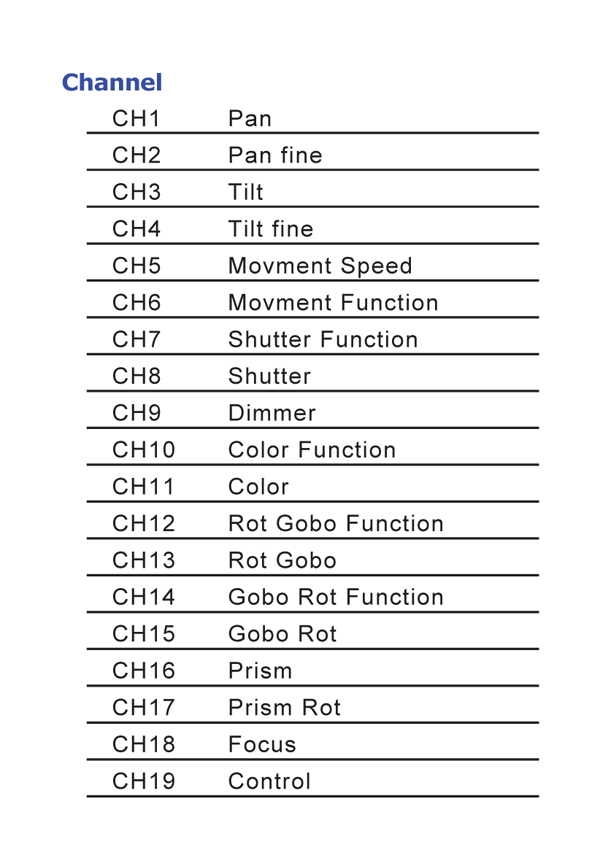 Channel
CH1 Pan
CH2 Pan fine
CH3 Tilt
CH4 Tilt fine
CH5 Movment Speed
CH6 Movment Function
CH7 Shutter Function
CH8 Shutter
CH9 Dimmer
CH10 Color Function
CH11 Color
CH12 Rot Gobo Function
CH13 Rot Gobo
CH14 Gobo Rot Function
CH15 Gobo Rot
CH16 Prism
CH17 Prism Rot
CH18 Focus
CH19 Control